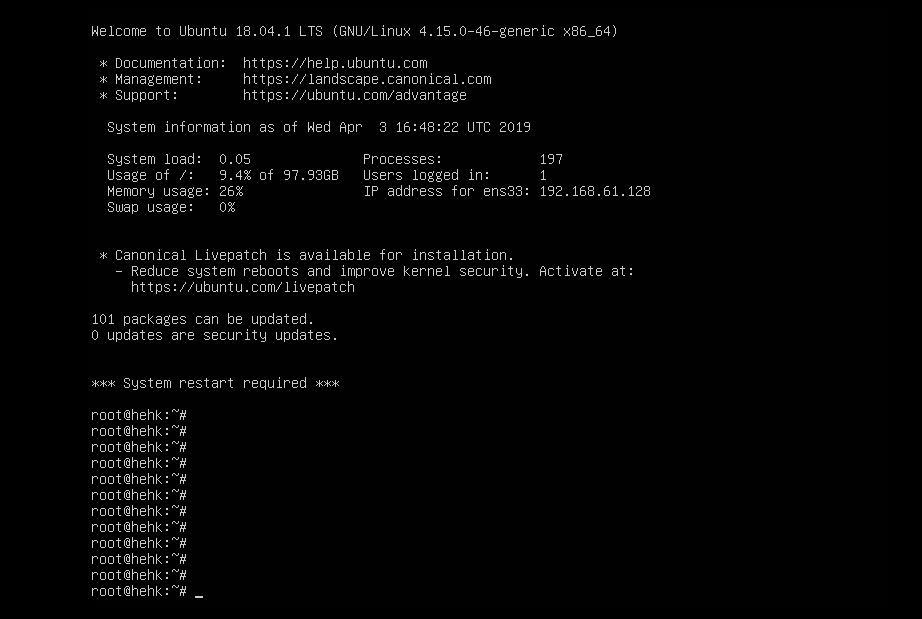 Welcome to Ubuntu 18.04.1 LTS (GNU/Linux 4.15.0-46-generic x86_64)
* Documentation:  https://help.ubuntu.com
* Management:     https://landscape.canonical.com
* Support:        https://ubuntu.com/advantage
System information as of Wed Apr  3 16:48:22 UTC 2019
System load:  0.05              Processes:            197
Usage of /:   9.4% of 97.93GB   Users logged in:      1
Memory usage: 26%               IP address for ens33: 192.168.61.128
Swap usage:   0%
* Canonical Livepatch is available for installation.
- Reduce system reboots and improve kernel security. Activate at:
https://ubuntu.com/livepatch
101 packages can be updated.
0 updates are security updates.
*** System restart required ***
root@hehk:~#
root@hehk:~#
root@hehk:~#
root@hehk:~#
root@hehk:~#
root@hehk:~#
root@hehk:~#
root@hehk:~#
root@hehk:~#
root@hehk:~#
root@hehk:~#
root@hehk:~# _